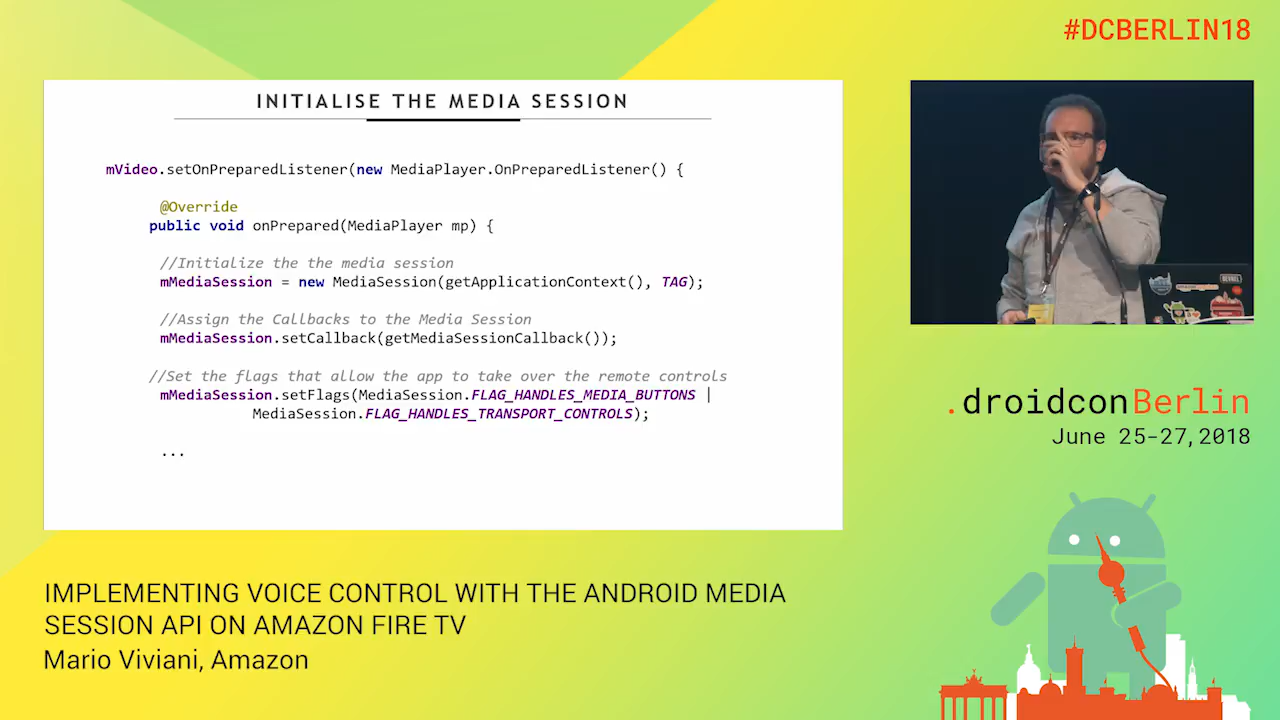 #DCBERLIN18
INITIALISE THE MEDIA SESSION
mVideo.setOnPreparedListener(new MediaPlayer.OnPreparedListener() {
@Override
public void onPrepared(MediaPlayer mp) {
//Initialize the the media session
mMediaSession = new MediaSession(getApplicationContext(), TAG);
//Assign the Callbacks to the Media Session
mMediaSession.setCallback(getMediaSessionCallback());
//Set the flags that allow the app to take over the remote controls
mMediaSession.setFlags(MediaSession.FLAG_HANDLES_MEDIA_BUTTONS |
MediaSession.FLAG_HANDLES_TRANSPORT_CONTROLS);
...
.droidconBerlin
June 25-27,2018
IMPLEMENTING VOICE CONTROL WITH THE ANDROID MEDIA
SESSION API ON AMAZON FIRE TV
Mario Viviani, Amazon